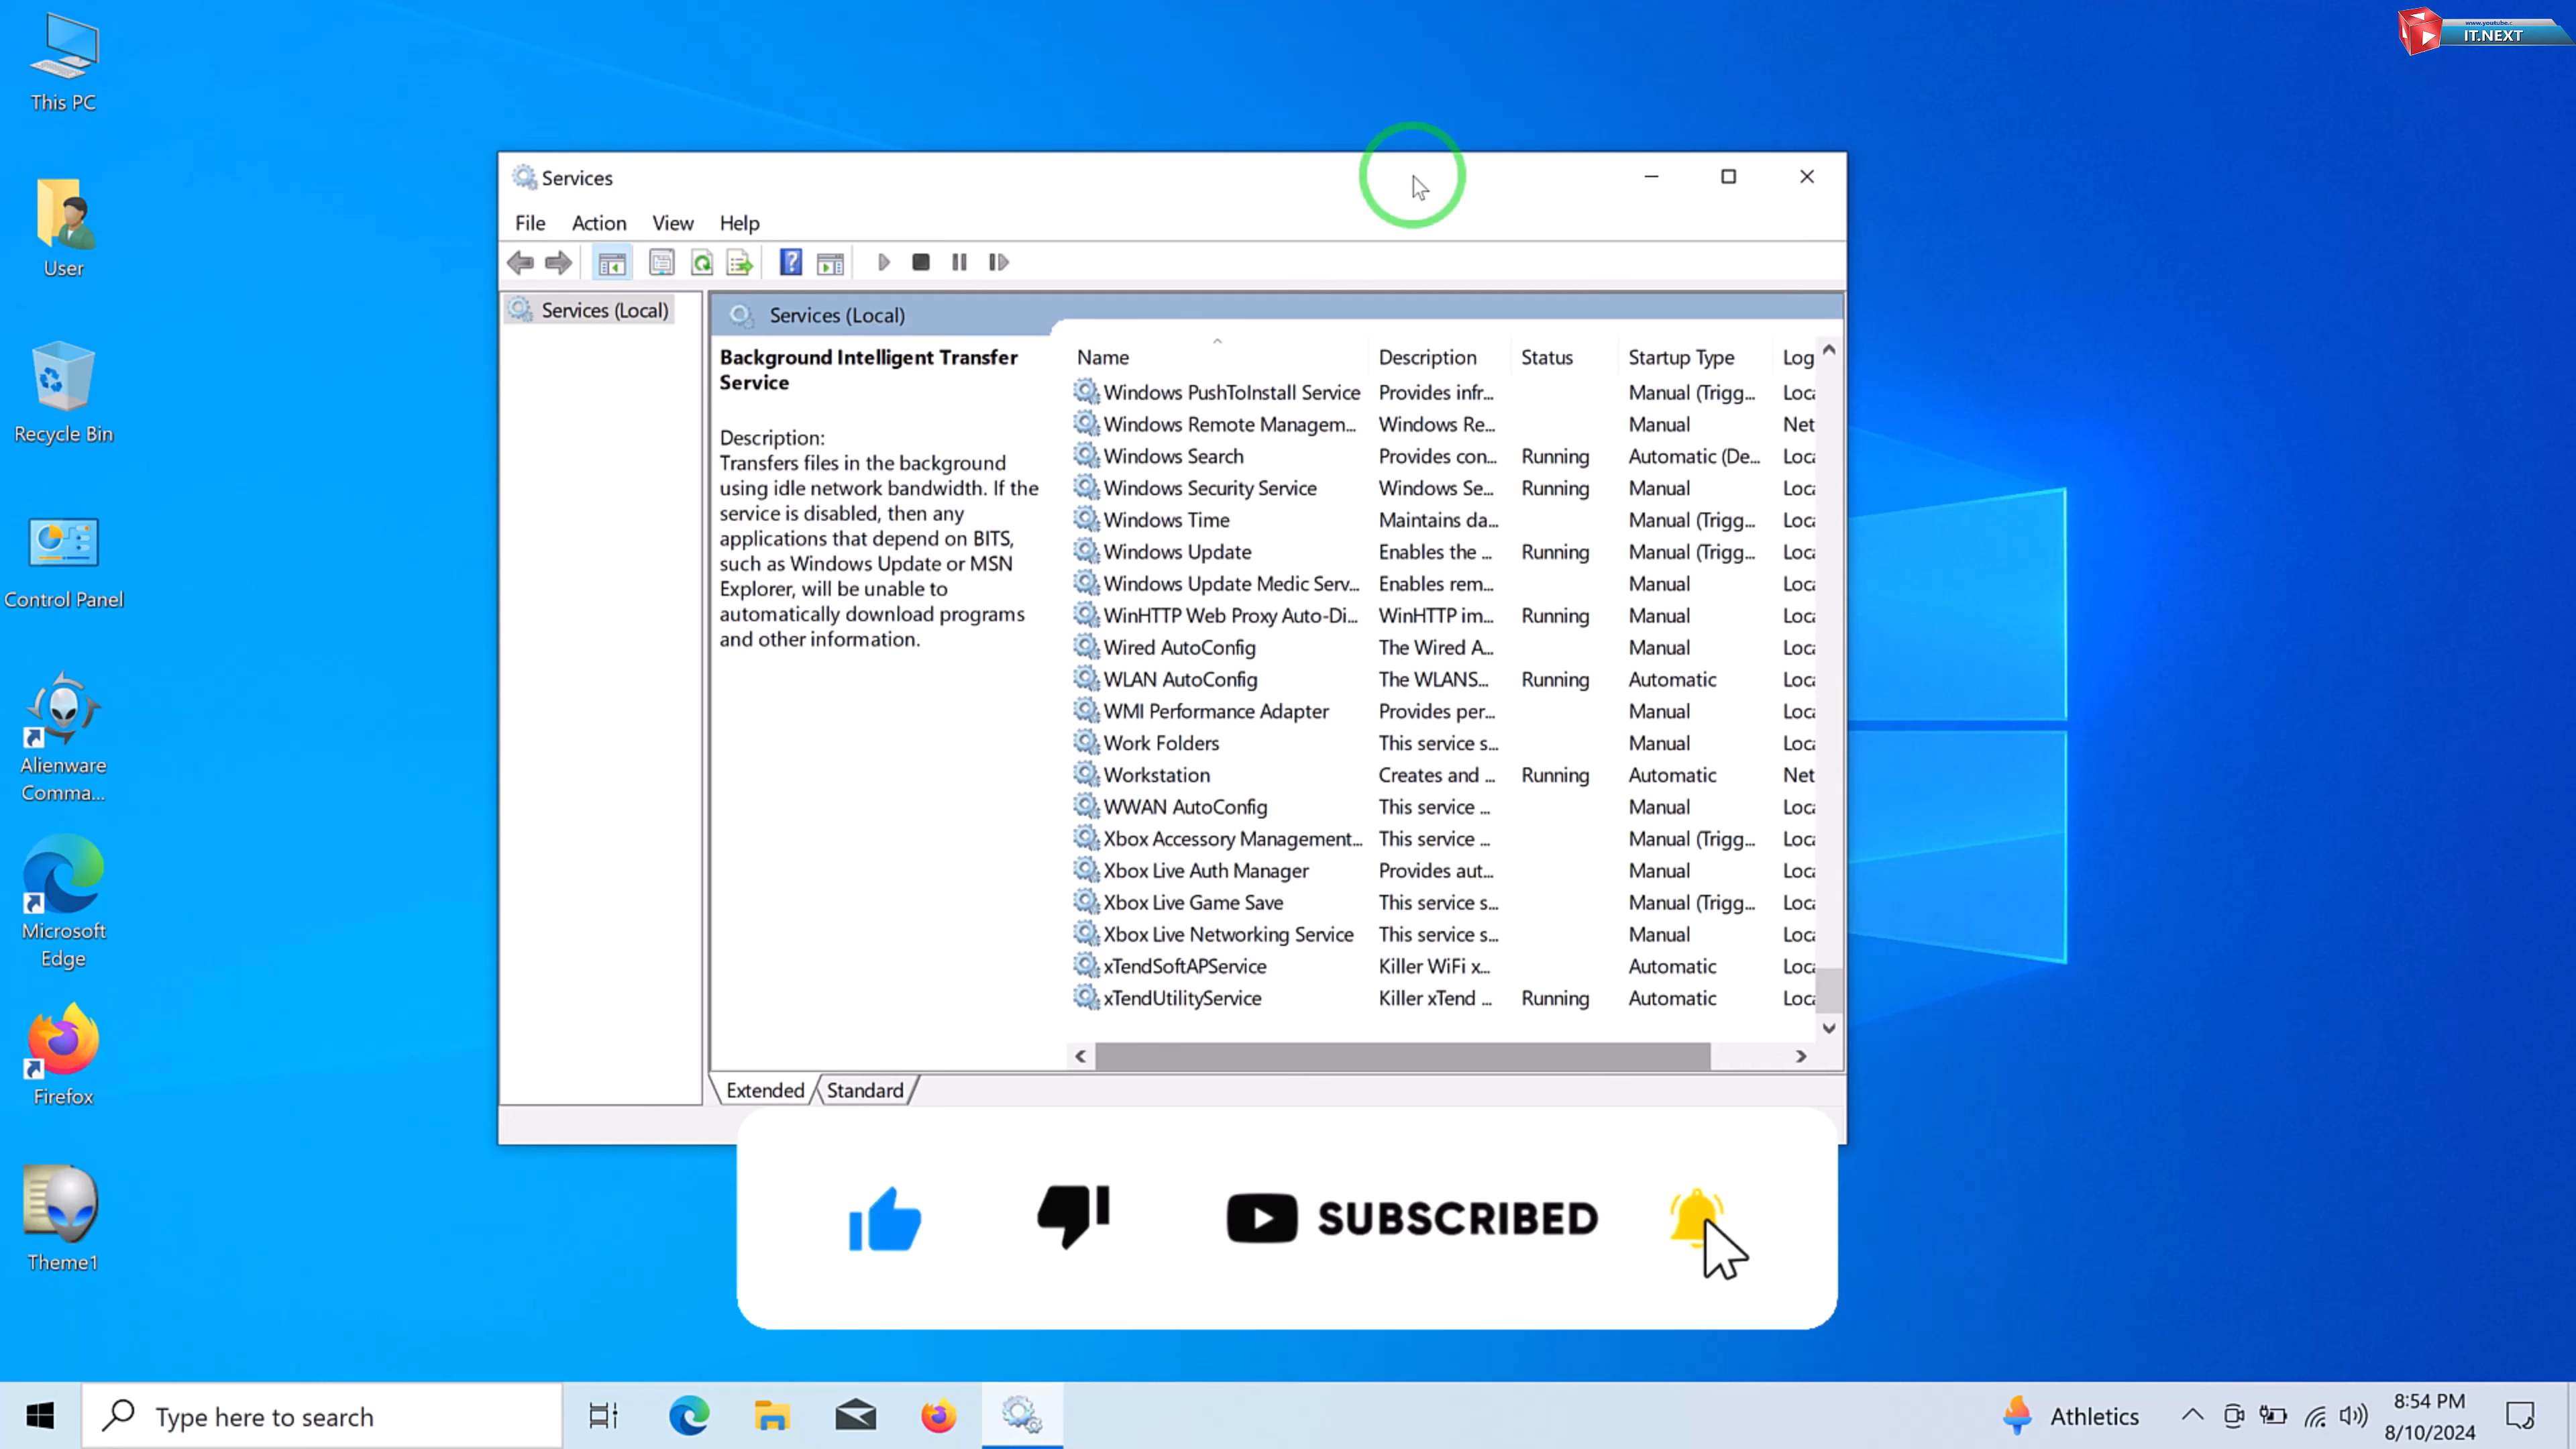 www.youtube.c
IT.NEXT
This PC
User
Recycle Bin
Control Panel
Alienware
Comma...
Microsoft
Edge
Firefox
Theme1
Services
File Action View Help
Services (Local)
Services (Local)
Background Intelligent Transfer
Service
Description:
Transfers files in the background
using idle network bandwidth. If the
service is disabled, then any
applications that depend on BITS,
such as Windows Update or MSN
Explorer, will be unable to
automatically download programs
and other information.
Name Description Status Startup Type Log
Windows PushToInstall Service Provides infr... Manual (Trigg... Loca
Windows Remote Managem... Windows Re... Manual Net
Windows Search Provides con... Running Automatic (De... Loca
Windows Security Service Windows Se... Running Manual Loca
Windows Time Maintains da... Manual (Trigg... Loca
Windows Update Enables the ... Running Manual (Trigg... Loca
Windows Update Medic Serv... Enables rem... Manual Loca
WinHTTP Web Proxy Auto-Di... WinHTTP im... Running Manual Loca
Wired AutoConfig The Wired A... Manual Loca
WLAN AutoConfig The WLANS... Running Automatic Loca
WMI Performance Adapter Provides per... Manual Loca
Work Folders This service s... Manual Loca
Workstation Creates and ... Running Automatic Net
WWAN AutoConfig This service ... Manual Loca
Xbox Accessory Management... This service ... Manual (Trigg... Loca
Xbox Live Auth Manager Provides aut... Manual Loca
Xbox Live Game Save This service s... Manual (Trigg... Loca
Xbox Live Networking Service This service s... Manual Loca
xTendSoftAPService Killer WiFi x... Automatic Loca
xTendUtilityService Killer xTend ... Running Automatic Loca
Extended Standard
SUBSCRIBED
Type here to search
Athletics
8:54 PM
8/10/2024